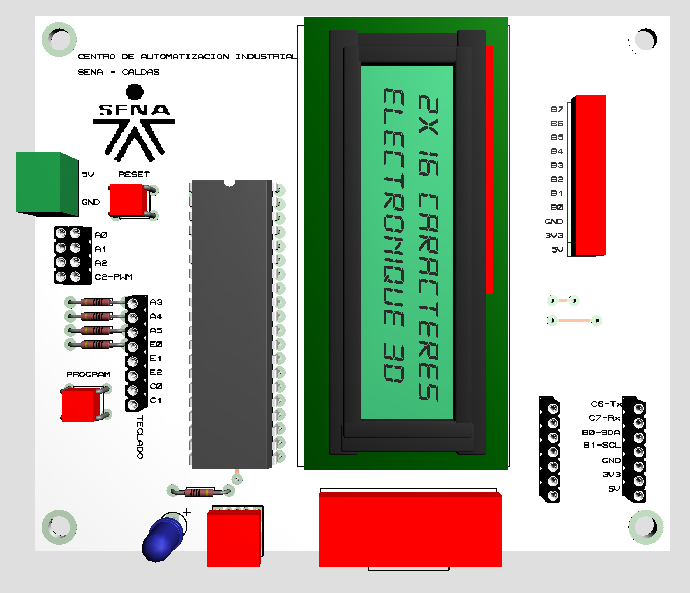 CENTRO DE AUTOMATIZACION INDUSTRIAL
SENA - CALDAS
SENA
5V
GND
RESET
A0
A1
A2
C2-PWM
A3
A4
A5
E0
E1
E2
C0
C1
TECLADO
PROGRAM
+
2X 16 CARACTERES
ELECTRONIQUE 3D
B7
B6
B5
B4
B3
B2
B1
B0
GND
3V3
5V
C6-Tx
C7-Rx
B0-SDA
B1-SCL
GND
3V3
5V